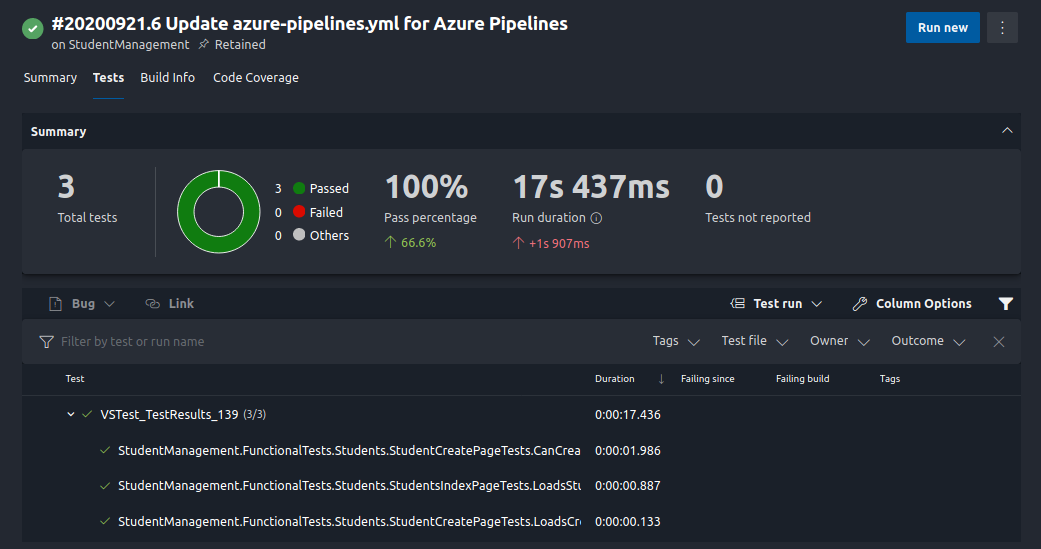 #20200921.6 Update azure-pipelines.yml for Azure Pipelines
on StudentManagement Retained
Run new
Summary Tests Build Info Code Coverage
Summary
3
Total tests
3 Passed
0 Failed
0 Others
100%
Pass percentage
66.6%
17s 437ms
Run duration
+1s 907ms
0
Tests not reported
Bug Link Test run Column Options
Filter by test or run name Tags Test file Owner Outcome
Test Duration Failing since Failing build Tags
VSTest_TestResults_139 (3/3) 0:00:17.436
StudentManagement.FunctionalTests.Students.StudentCreatePageTests.CanCrea 0:00:01.986
StudentManagement.FunctionalTests.Students.StudentsIndexPageTests.LoadsStu 0:00:00.887
StudentManagement.FunctionalTests.Students.StudentCreatePageTests.LoadsCr 0:00:00.133